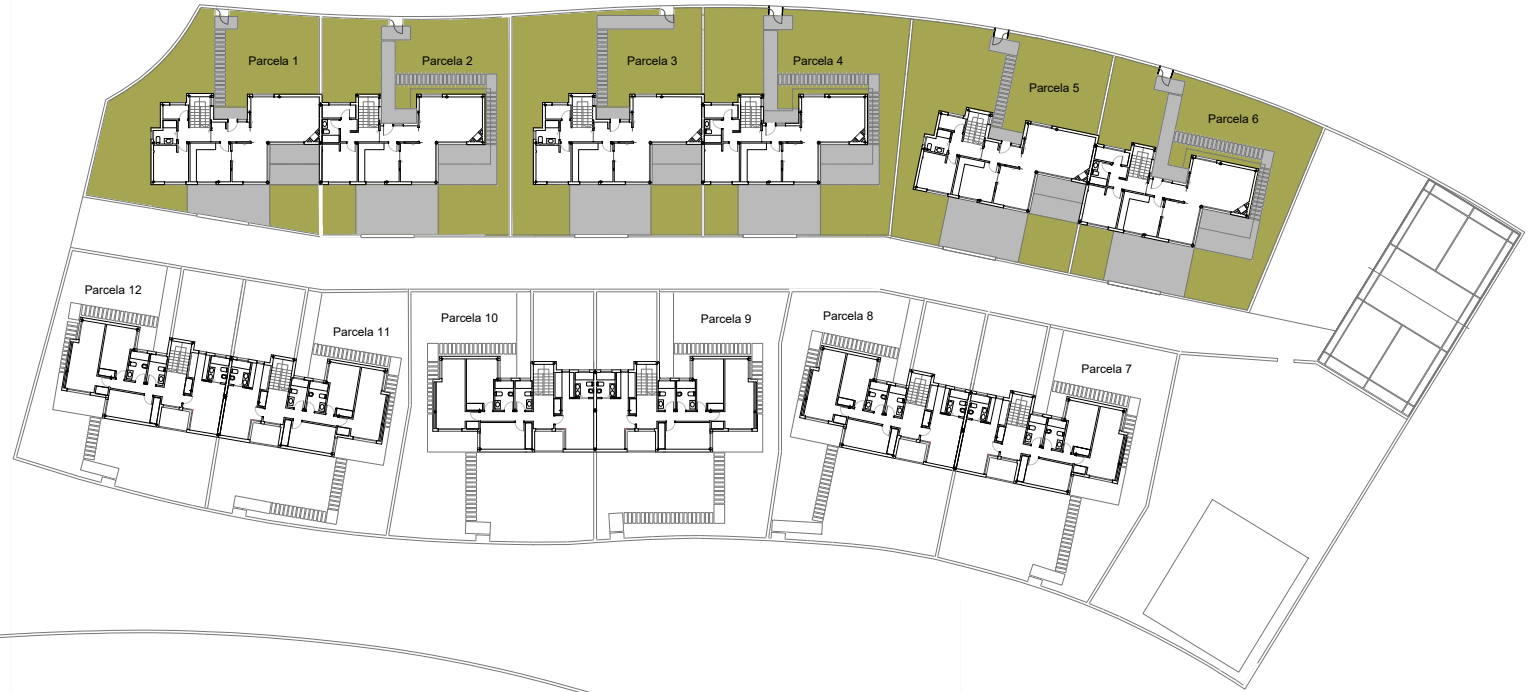 Parcela 1
Parcela 2
Parcela 3
Parcela 4
Parcela 5
Parcela 6
Parcela 12
Parcela 11
Parcela 10
Parcela 9
Parcela 8
Parcela 7